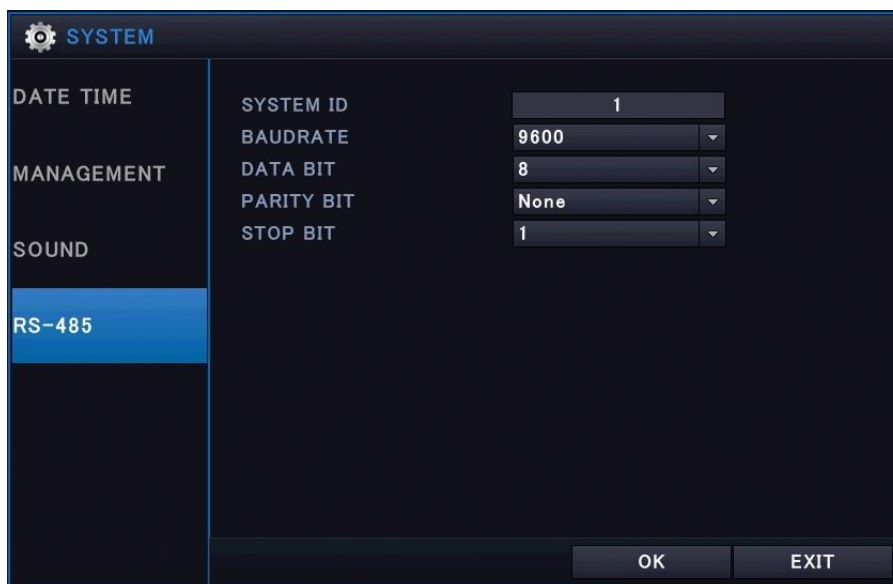 SYSTEM
DATE TIME
MANAGEMENT
SOUND
RS-485
SYSTEM ID 1
BAUDRATE 9600
DATA BIT 8
PARITY BIT None
STOP BIT 1
OK EXIT